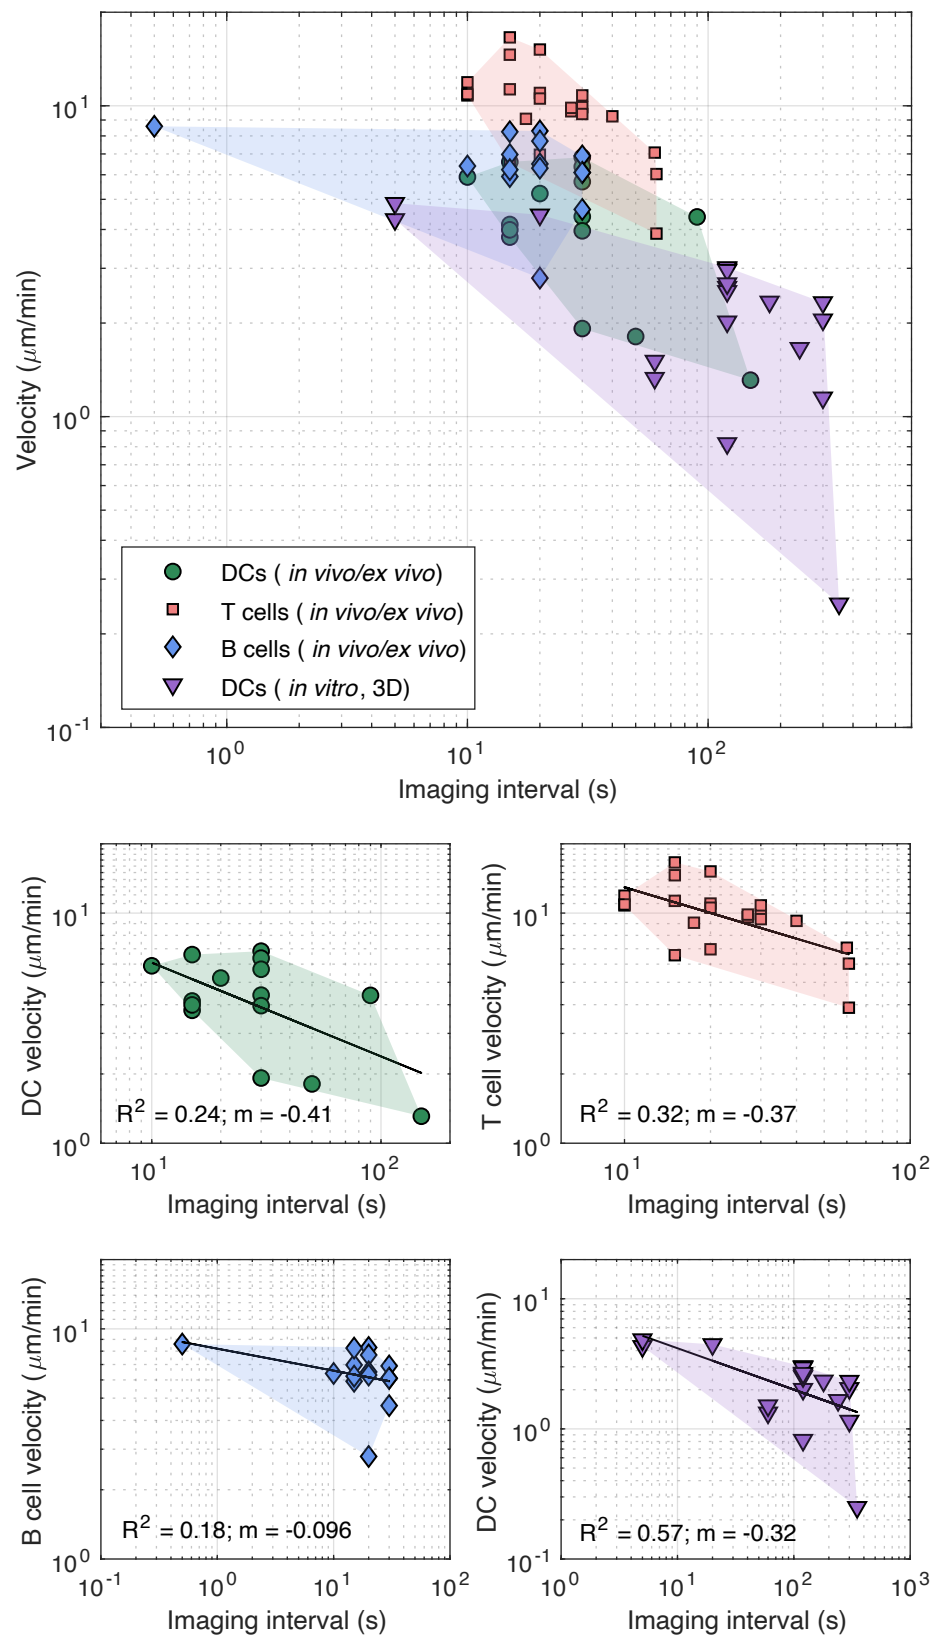 10^1
10^0
10^-1
Velocity (μm/min)
DCs ( in vivo/ex vivo)
T cells ( in vivo/ex vivo)
B cells ( in vivo/ex vivo)
DCs ( in vitro, 3D)
10^0 10^1 10^2
Imaging interval (s)
10^1
10^0
DC velocity (μm/min)
R^2 = 0.24; m = -0.41
10^1 10^2
Imaging interval (s)
10^1
10^0
T cell velocity (μm/min)
R^2 = 0.32; m = -0.37
10^1 10^2
Imaging interval (s)
10^1
10^0
B cell velocity (μm/min)
R^2 = 0.18; m = -0.096
10^-1 10^0 10^1 10^2
Imaging interval (s)
10^1
10^0
10^-1
DC velocity (μm/min)
R^2 = 0.57; m = -0.32
10^0 10^1 10^2 10^3
Imaging interval (s)